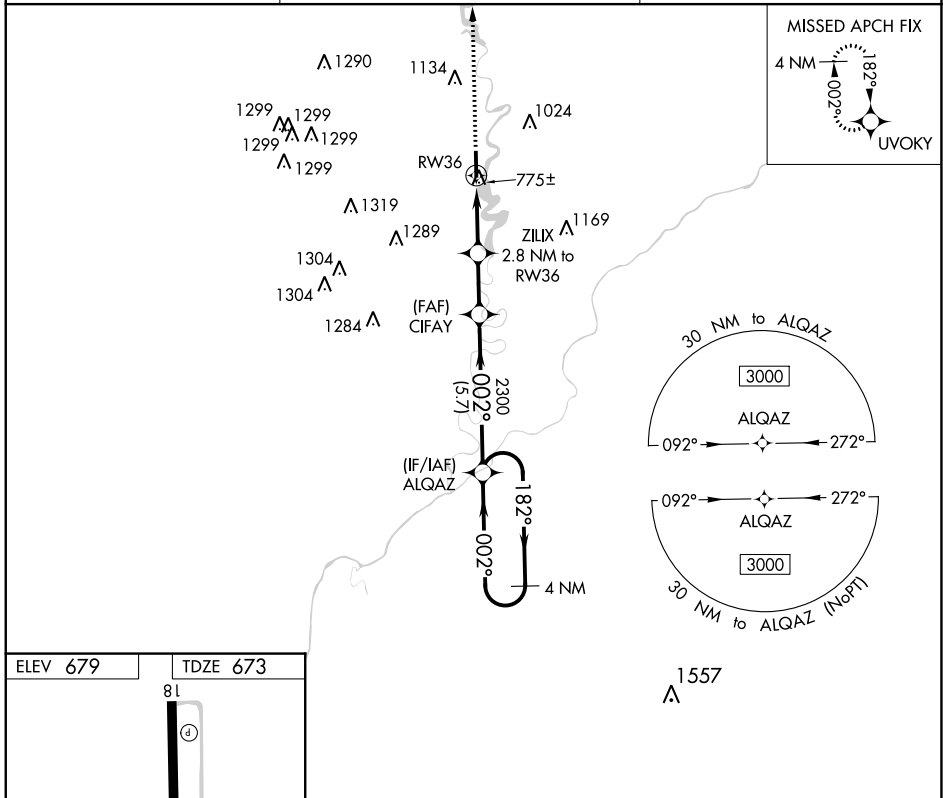 MISSED APCH FIX
4 NM
182°
002°
UVOKY
1290
1134
1299
1299
1299
1299
1299
1024
RW36
775±
1319
1289
1169
ZILIX
2.8 NM to
RW36
1304
1304
1284
(FAF)
CIFAY
2300
002°
(5.7)
(IF/IAF)
ALQAZ
182°
002°
4 NM
30 NM to ALQAZ
3000
ALQAZ
092°
272°
092°
272°
ALQAZ
3000
30 NM to ALQAZ (NoPT)
1557
ELEV 679
TDZE 673
18
P